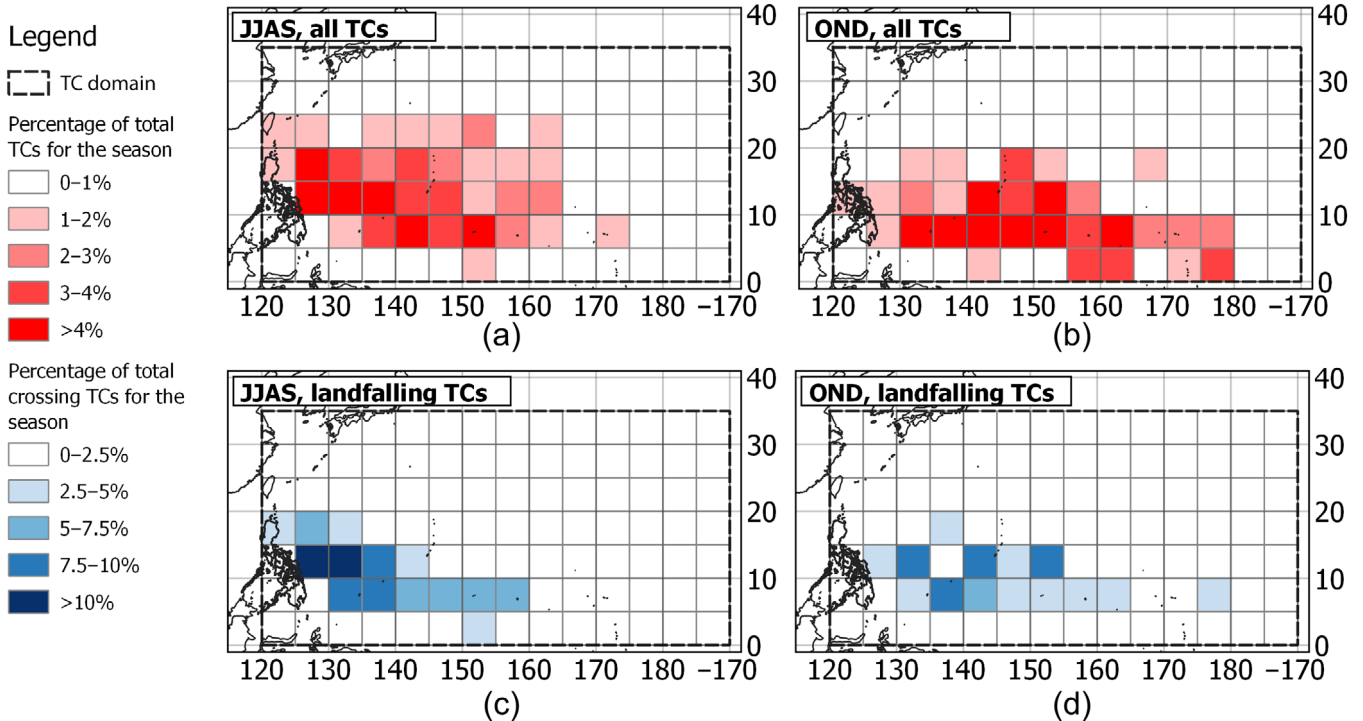 Legend
TC domain
Percentage of total
TCs for the season
0–1%
1–2%
2–3%
3–4%
>4%
Percentage of total
crossing TCs for the
season
0–2.5%
2.5–5%
5–7.5%
7.5–10%
>10%
JJAS, all TCs
40
30
20
10
0
120 130 140 150 160 170 180 −170
(a)
OND, all TCs
40
30
20
10
0
120 130 140 150 160 170 180 −170
(b)
JJAS, landfalling TCs
40
30
20
10
0
120 130 140 150 160 170 180 −170
(c)
OND, landfalling TCs
40
30
20
10
0
120 130 140 150 160 170 180 −170
(d)